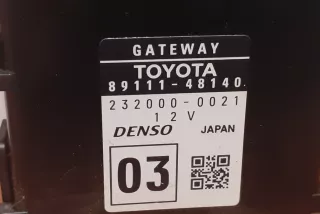 GATEWAY
TOYOTA
89111-48140
232000-0021
12V
DENSO JAPAN
03